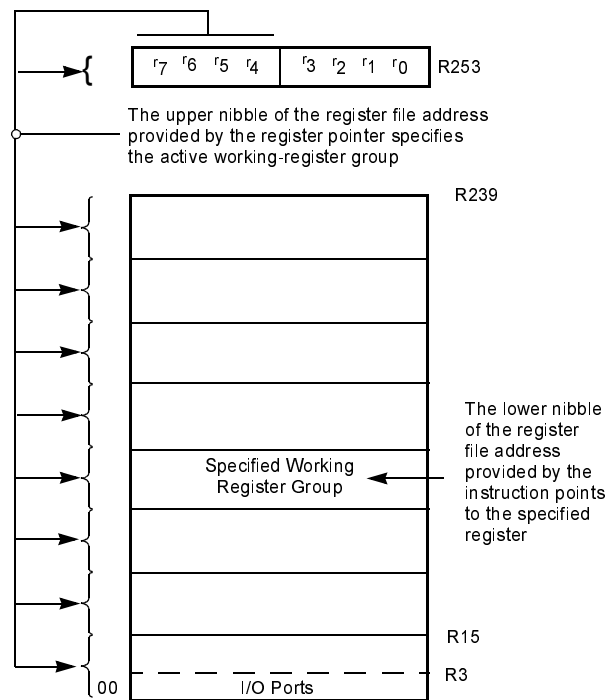 r7 r6 r5 r4 r3 r2 r1 r0 R253
The upper nibble of the register file address
provided by the register pointer specifies
the active working-register group
R239
The lower nibble
of the register
file address
provided by the
instruction points
to the specified
register
Specified Working
Register Group
R15
R3
00 I/O Ports